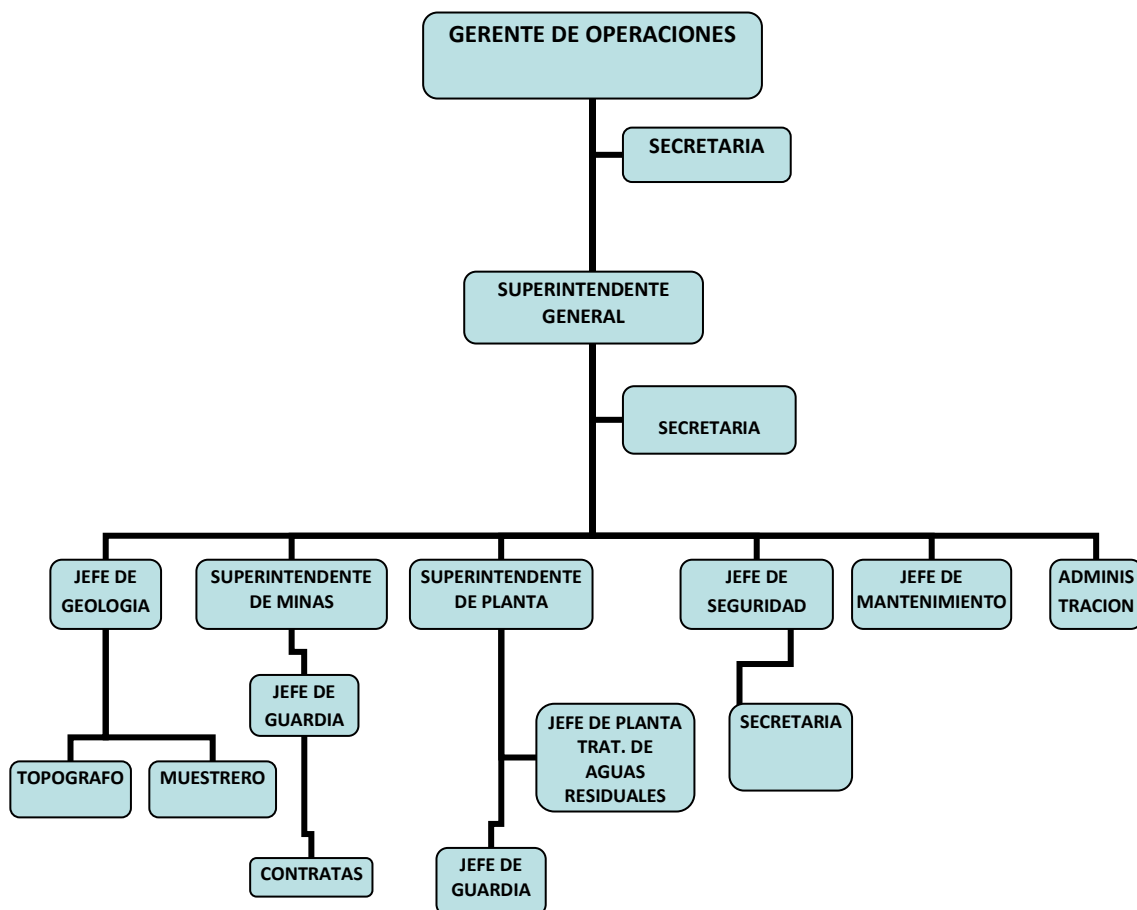 GERENTE DE OPERACIONES
SECRETARIA
SUPERINTENDENTE
GENERAL
SECRETARIA
JEFE DE
GEOLOGIA
SUPERINTENDENTE
DE MINAS
SUPERINTENDENTE
DE PLANTA
JEFE DE
SEGURIDAD
JEFE DE
MANTENIMIENTO
ADMINIS
TRACION
JEFE DE
GUARDIA
JEFE DE PLANTA
TRAT. DE
AGUAS
RESIDUALES
SECRETARIA
TOPOGRAFO
MUESTRERO
CONTRATAS
JEFE DE
GUARDIA